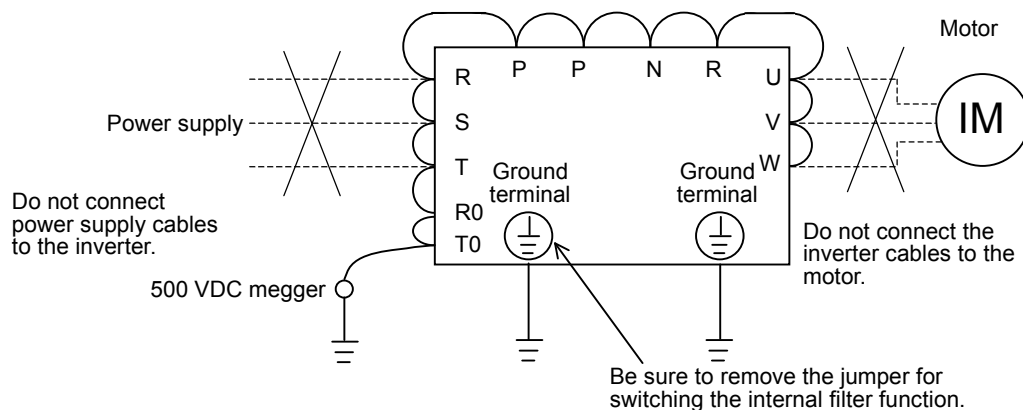 Motor
P P N R
R
U
S
V
T
W
R0
T0
Power supply
IM
Ground
terminal
Ground
terminal
Do not connect
power supply cables
to the inverter.
Do not connect the
inverter cables to the
motor.
500 VDC megger
Be sure to remove the jumper for
switching the internal filter function.